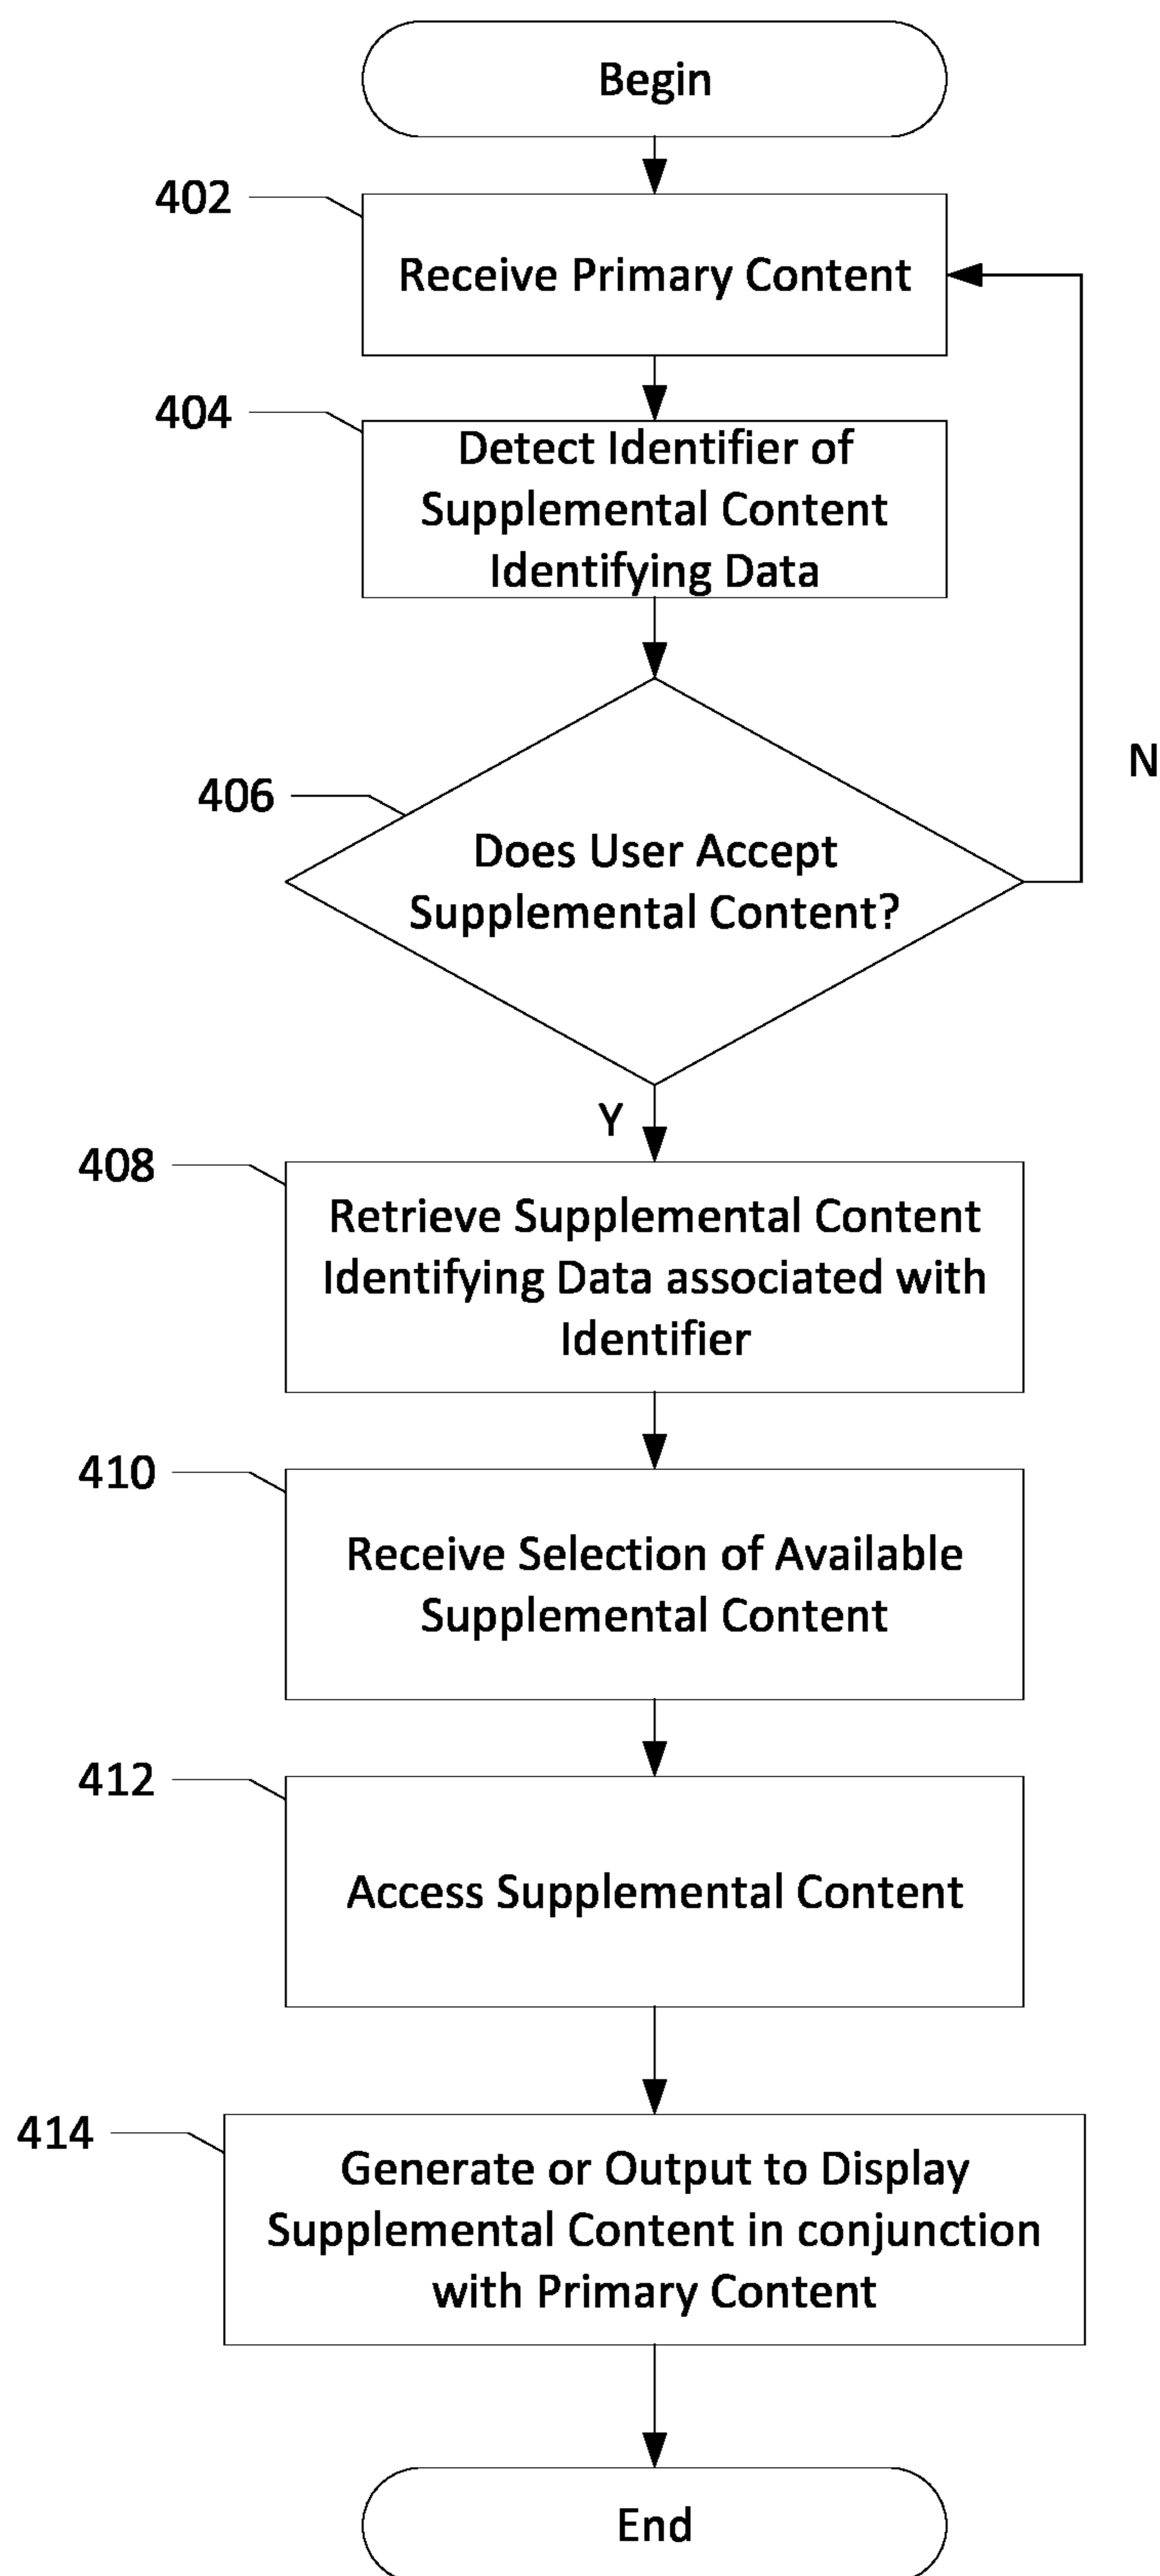 Begin
402
Receive Primary Content
404
Detect Identifier of
Supplemental Content
Identifying Data
N
406
Does User Accept
Supplemental Content?
Y
408
Retrieve Supplemental Content
Identifying Data associated with
Identifier
410
Receive Selection of Available
Supplemental Content
412
Access Supplemental Content
414
Generate or Output to Display
Supplemental Content in conjunction
with Primary Content
End